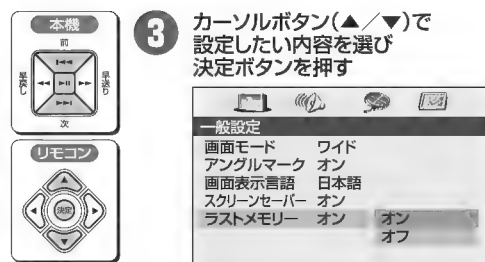 本機
前
早戻し
早送り
次
リモコン
決定
3
カーソルボタン(▲／▼)で
設定したい内容を選び
決定ボタンを押す
一般設定
画面モード ワイド
アングルマーク オン
画面表示言語 日本語
スクリーンセーバー オン
ラストメモリー オン オン
オフ